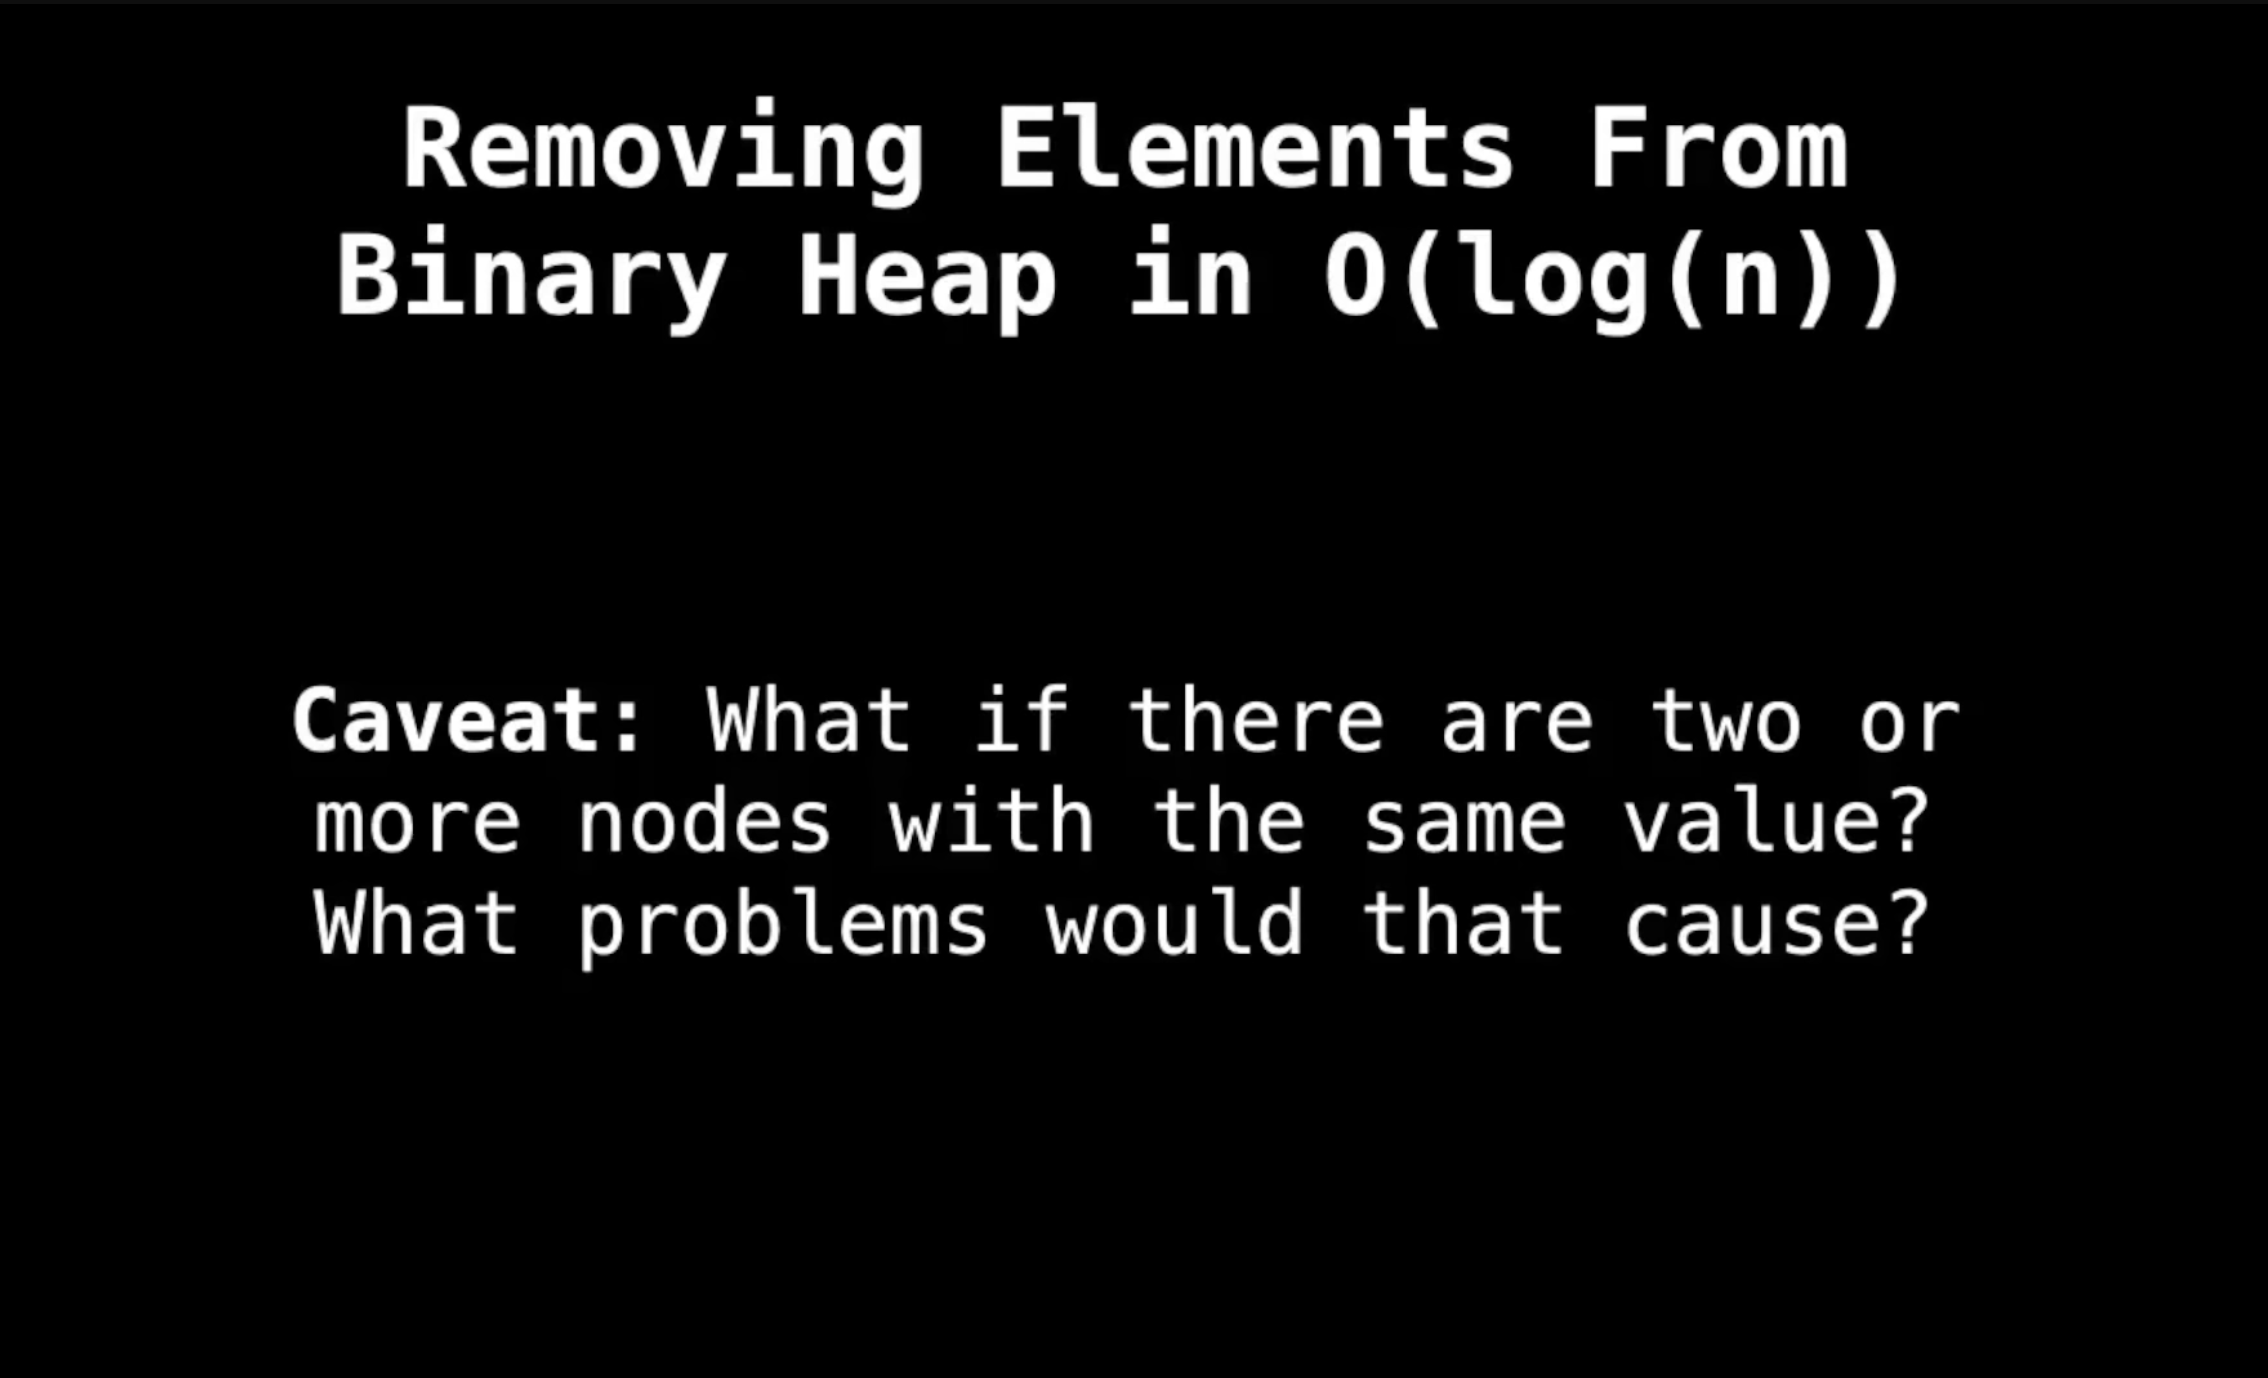 Removing Elements From
Binary Heap in O(log(n))
Caveat: What if there are two or
more nodes with the same value?
What problems would that cause?